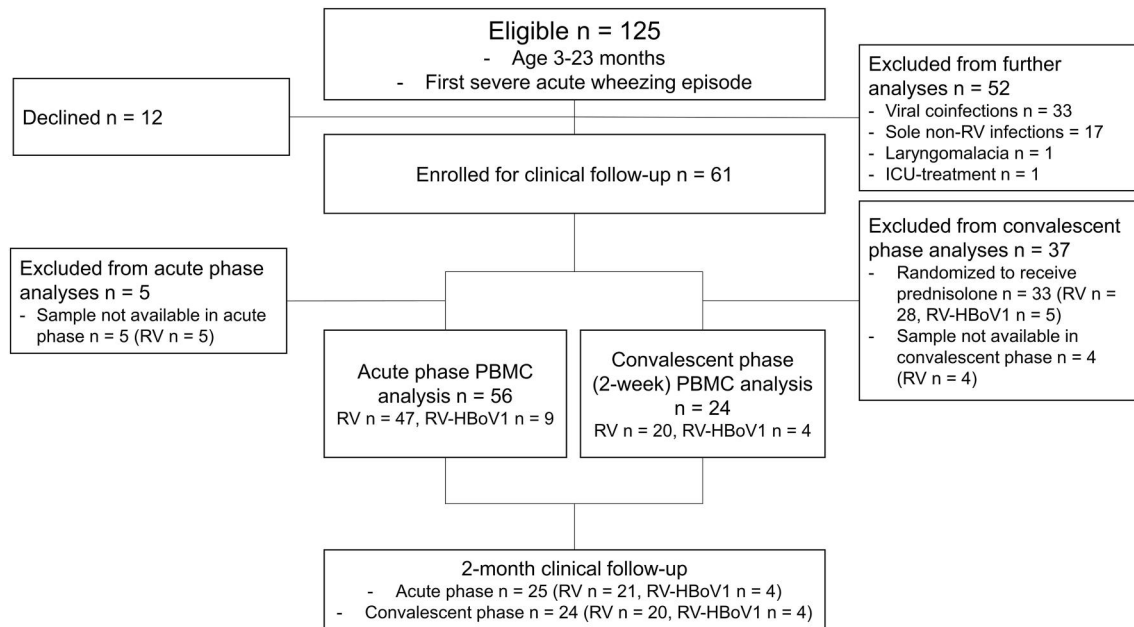 Eligible n = 125
- Age 3-23 months
- First severe acute wheezing episode
Declined n = 12
Excluded from further
analyses n = 52
- Viral coinfections n = 33
- Sole non-RV infections = 17
- Laryngomalacia n = 1
- ICU-treatment n = 1
Enrolled for clinical follow-up n = 61
Excluded from acute phase
analyses n = 5
- Sample not available in acute
phase n = 5 (RV n = 5)
Excluded from convalescent
phase analyses n = 37
- Randomized to receive
prednisolone n = 33 (RV n =
28, RV-HBoV1 n = 5)
- Sample not available in
convalescent phase n = 4
(RV n = 4)
Acute phase PBMC
analysis n = 56
RV n = 47, RV-HBoV1 n = 9
Convalescent phase
(2-week) PBMC analysis
n = 24
RV n = 20, RV-HBoV1 n = 4
2-month clinical follow-up
- Acute phase n = 25 (RV n = 21, RV-HBoV1 n = 4)
- Convalescent phase n = 24 (RV n = 20, RV-HBoV1 n = 4)